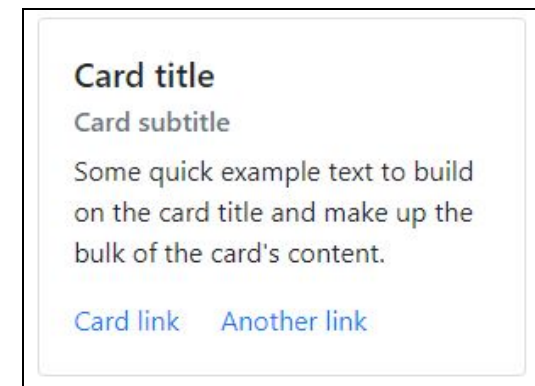 Card title
Card subtitle
Some quick example text to build
on the card title and make up the
bulk of the card's content.
Card link Another link